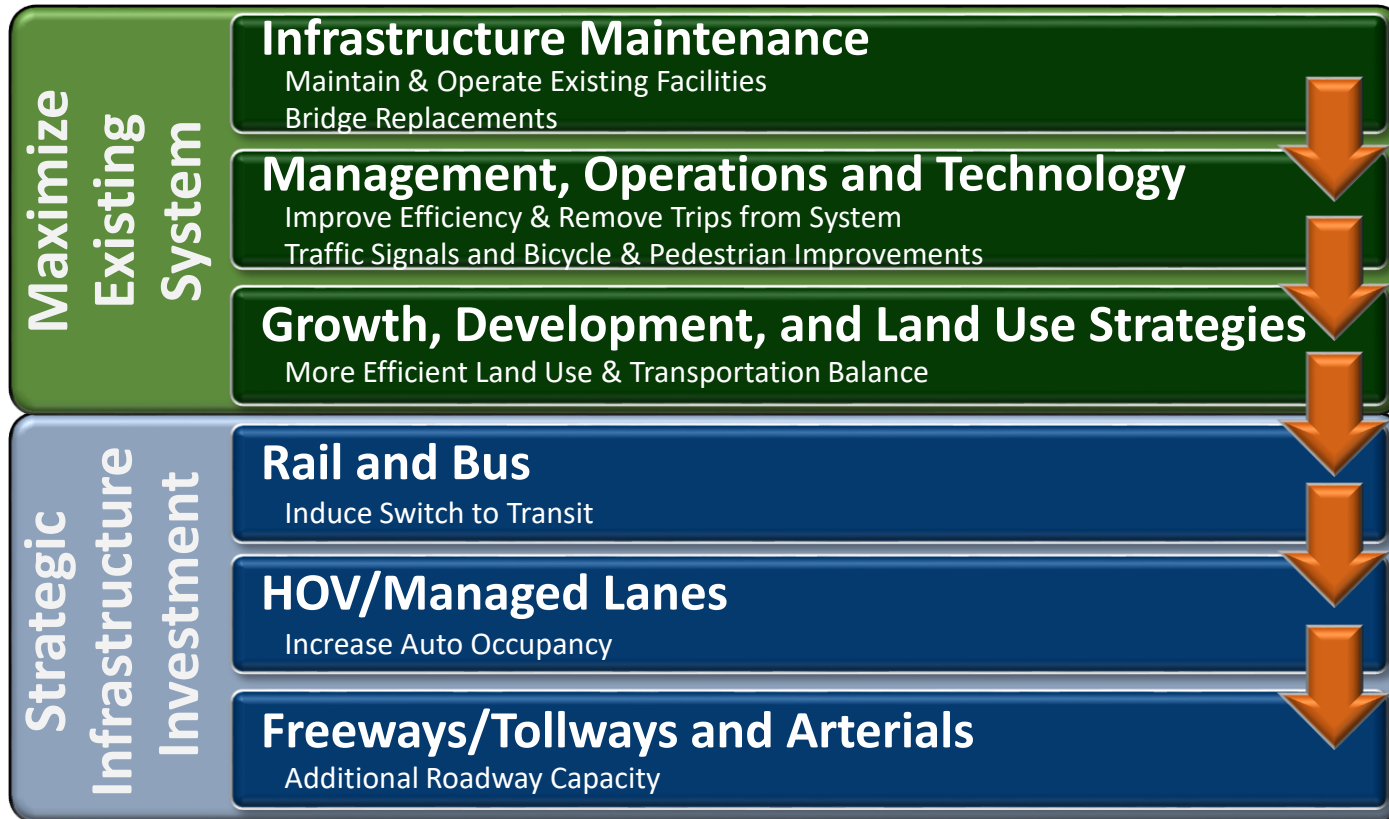 Maximize
Existing
System
Infrastructure Maintenance
Maintain & Operate Existing Facilities
Bridge Replacements
Management, Operations and Technology
Improve Efficiency & Remove Trips from System
Traffic Signals and Bicycle & Pedestrian Improvements
Growth, Development, and Land Use Strategies
More Efficient Land Use & Transportation Balance
Strategic
Infrastructure
Investment
Rail and Bus
Induce Switch to Transit
HOV/Managed Lanes
Increase Auto Occupancy
Freeways/Tollways and Arterials
Additional Roadway Capacity